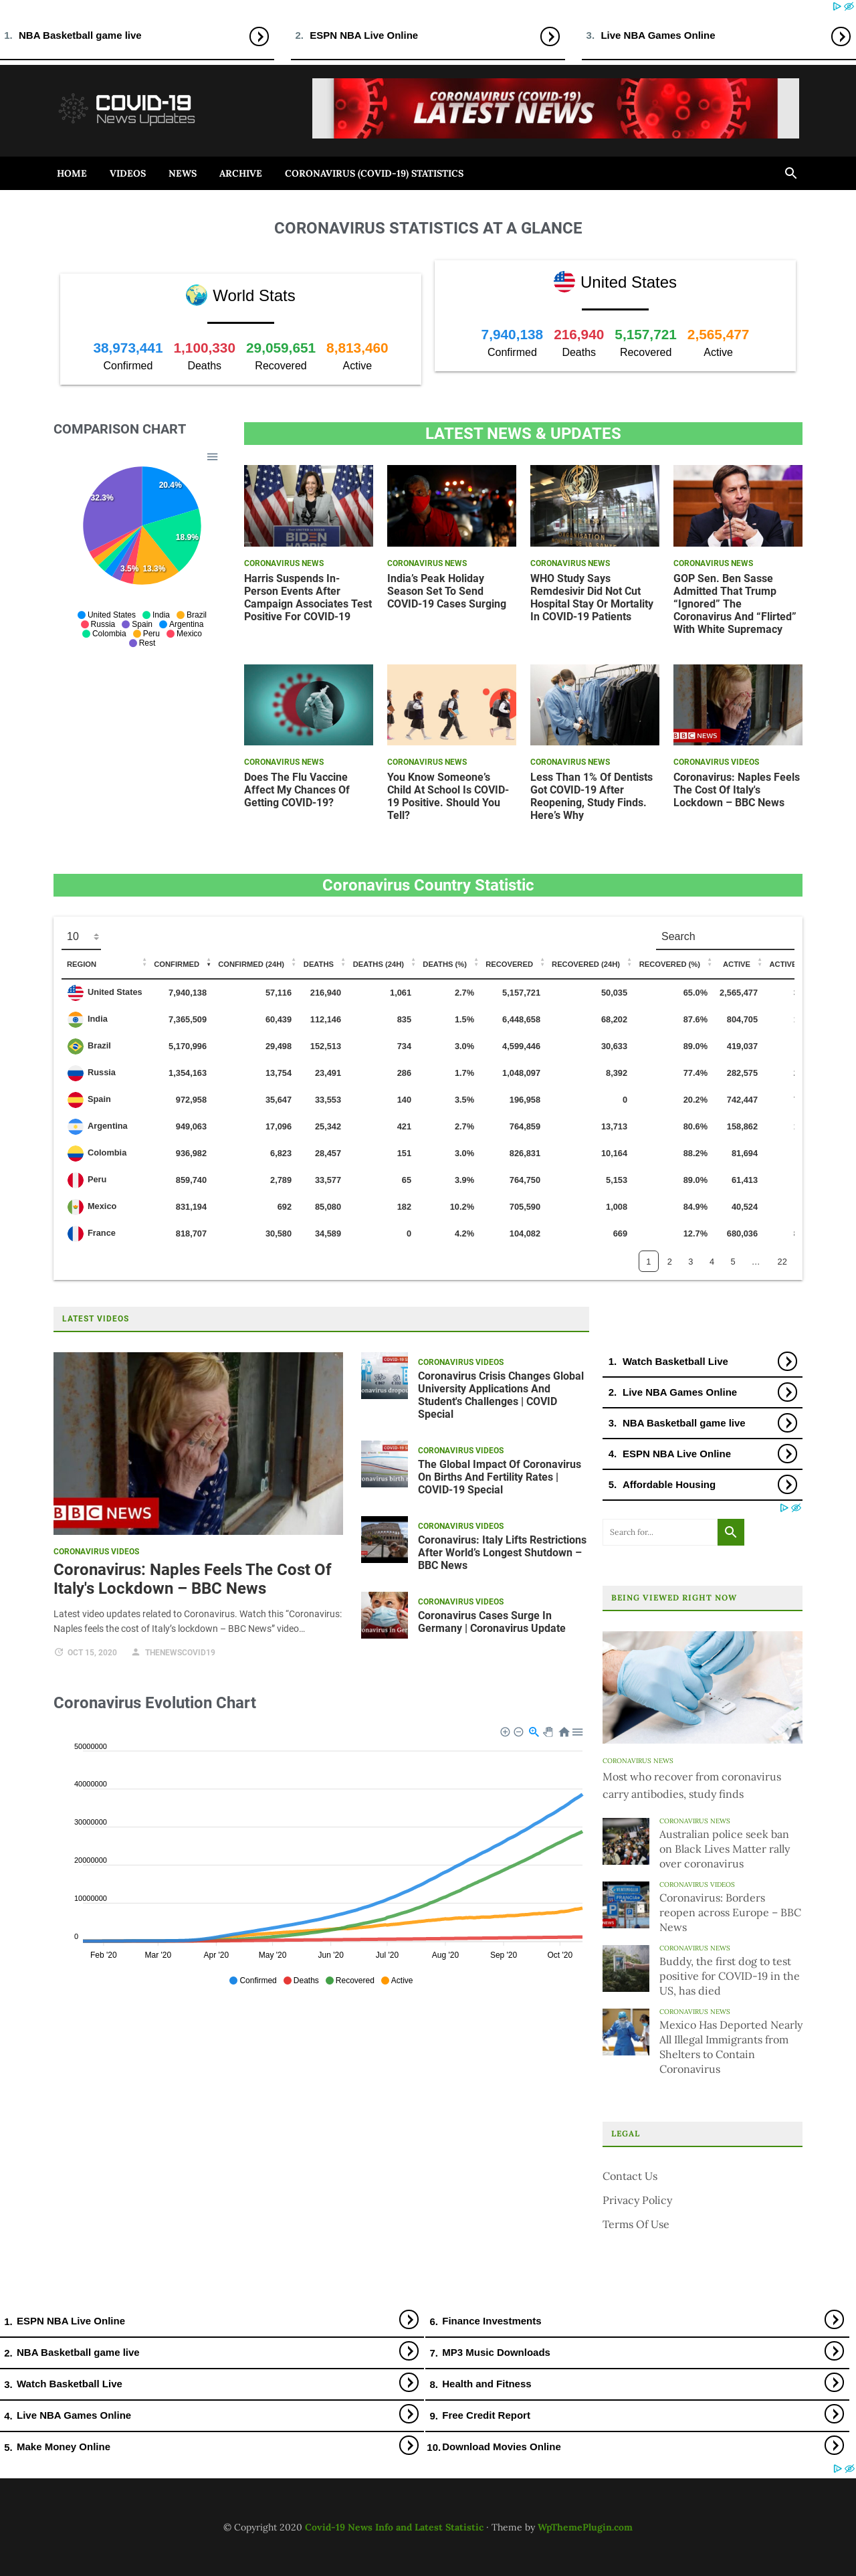 1. NBA Basketball game live
2. ESPN NBA Live Online
3. Live NBA Games Online
COVID-19
News Updates
CORONAVIRUS (COVID-19)
LATEST NEWS
HOME VIDEOS NEWS ARCHIVE CORONAVIRUS (COVID-19) STATISTICS
CORONAVIRUS STATISTICS AT A GLANCE
World Stats
38,973,441 1,100,330 29,059,651 8,813,460
Confirmed Deaths Recovered Active
United States
7,940,138 216,940 5,157,721 2,565,477
Confirmed Deaths Recovered Active
COMPARISON CHART
20.4%
32.3%
18.9%
3.5% 13.3%
United States India Brazil
Russia Spain Argentina
Colombia Peru Mexico
Rest
LATEST NEWS & UPDATES
BIDEN
HARRIS
CORONAVIRUS NEWS
Harris Suspends In-
Person Events After
Campaign Associates Test
Positive For COVID-19
CORONAVIRUS NEWS
India's Peak Holiday
Season Set To Send
COVID-19 Cases Surging
CORONAVIRUS NEWS
WHO Study Says
Remdesivir Did Not Cut
Hospital Stay Or Mortality
In COVID-19 Patients
CORONAVIRUS NEWS
GOP Sen. Ben Sasse
Admitted That Trump
“Ignored” The
Coronavirus And “Flirted”
With White Supremacy
CORONAVIRUS NEWS
Does The Flu Vaccine
Affect My Chances Of
Getting COVID-19?
CORONAVIRUS NEWS
You Know Someone's
Child At School Is COVID-
19 Positive. Should You
Tell?
CORONAVIRUS NEWS
Less Than 1% Of Dentists
Got COVID-19 After
Reopening, Study Finds.
Here's Why
BBC NEWS
CORONAVIRUS VIDEOS
Coronavirus: Naples Feels
The Cost Of Italy's
Lockdown – BBC News
Coronavirus Country Statistic
10
Search
REGION CONFIRMED CONFIRMED (24H) DEATHS DEATHS (24H) DEATHS (%) RECOVERED RECOVERED (24H) RECOVERED (%) ACTIVE ACTIVE
United States 7,940,138 57,116 216,940 1,061 2.7% 5,157,721 50,035 65.0% 2,565,477
India 7,365,509 60,439 112,146 835 1.5% 6,448,658 68,202 87.6% 804,705
Brazil 5,170,996 29,498 152,513 734 3.0% 4,599,446 30,633 89.0% 419,037
Russia 1,354,163 13,754 23,491 286 1.7% 1,048,097 8,392 77.4% 282,575
Spain 972,958 35,647 33,553 140 3.5% 196,958 0 20.2% 742,447
Argentina 949,063 17,096 25,342 421 2.7% 764,859 13,713 80.6% 158,862
Colombia 936,982 6,823 28,457 151 3.0% 826,831 10,164 88.2% 81,694
Peru 859,740 2,789 33,577 65 3.9% 764,750 5,153 89.0% 61,413
Mexico 831,194 692 85,080 182 10.2% 705,590 1,008 84.9% 40,524
France 818,707 30,580 34,589 0 4.2% 104,082 669 12.7% 680,036
1 2 3 4 5 … 22
LATEST VIDEOS
BBC NEWS
CORONAVIRUS VIDEOS
Coronavirus: Naples Feels The Cost Of
Italy's Lockdown – BBC News
Latest video updates related to Coronavirus. Watch this “Coronavirus:
Naples feels the cost of Italy's lockdown – BBC News” video…
OCT 15, 2020 THENEWSCOVID19
CORONAVIRUS VIDEOS
Coronavirus Crisis Changes Global
University Applications And
Student's Challenges | COVID
Special
CORONAVIRUS VIDEOS
The Global Impact Of Coronavirus
On Births And Fertility Rates |
COVID-19 Special
CORONAVIRUS VIDEOS
Coronavirus: Italy Lifts Restrictions
After World's Longest Shutdown –
BBC News
CORONAVIRUS VIDEOS
Coronavirus Cases Surge In
Germany | Coronavirus Update
1. Watch Basketball Live
2. Live NBA Games Online
3. NBA Basketball game live
4. ESPN NBA Live Online
5. Affordable Housing
Search for...
BEING VIEWED RIGHT NOW
CORONAVIRUS NEWS
Most who recover from coronavirus
carry antibodies, study finds
CORONAVIRUS NEWS
Australian police seek ban
on Black Lives Matter rally
over coronavirus
CORONAVIRUS VIDEOS
Coronavirus: Borders
reopen across Europe – BBC
News
CORONAVIRUS NEWS
Buddy, the first dog to test
positive for COVID-19 in the
US, has died
CORONAVIRUS NEWS
Mexico Has Deported Nearly
All Illegal Immigrants from
Shelters to Contain
Coronavirus
Coronavirus Evolution Chart
50000000
40000000
30000000
20000000
10000000
0
Feb '20 Mar '20 Apr '20 May '20 Jun '20 Jul '20 Aug '20 Sep '20 Oct '20
Confirmed Deaths Recovered Active
LEGAL
Contact Us
Privacy Policy
Terms Of Use
1. ESPN NBA Live Online
2. NBA Basketball game live
3. Watch Basketball Live
4. Live NBA Games Online
5. Make Money Online
6. Finance Investments
7. MP3 Music Downloads
8. Health and Fitness
9. Free Credit Report
10. Download Movies Online
© Copyright 2020 Covid-19 News Info and Latest Statistic · Theme by WpThemePlugin.com